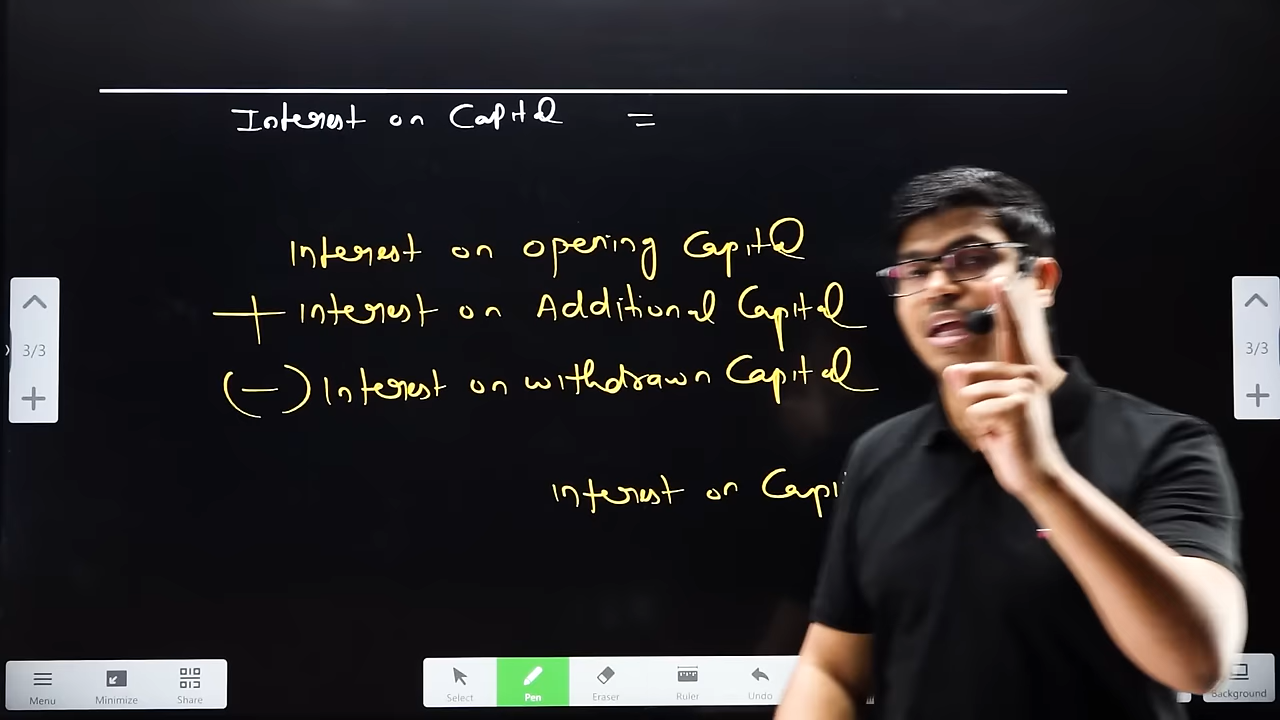 Interest on Capital =
Interest on opening Capital
+ Interest on Additional Capital
(-) Interest on withdrawn Capital
Interest on Capi
3/3
3/3
Menu
Minimize
Share
Select
Pen
Eraser
Ruler
Undo
Background